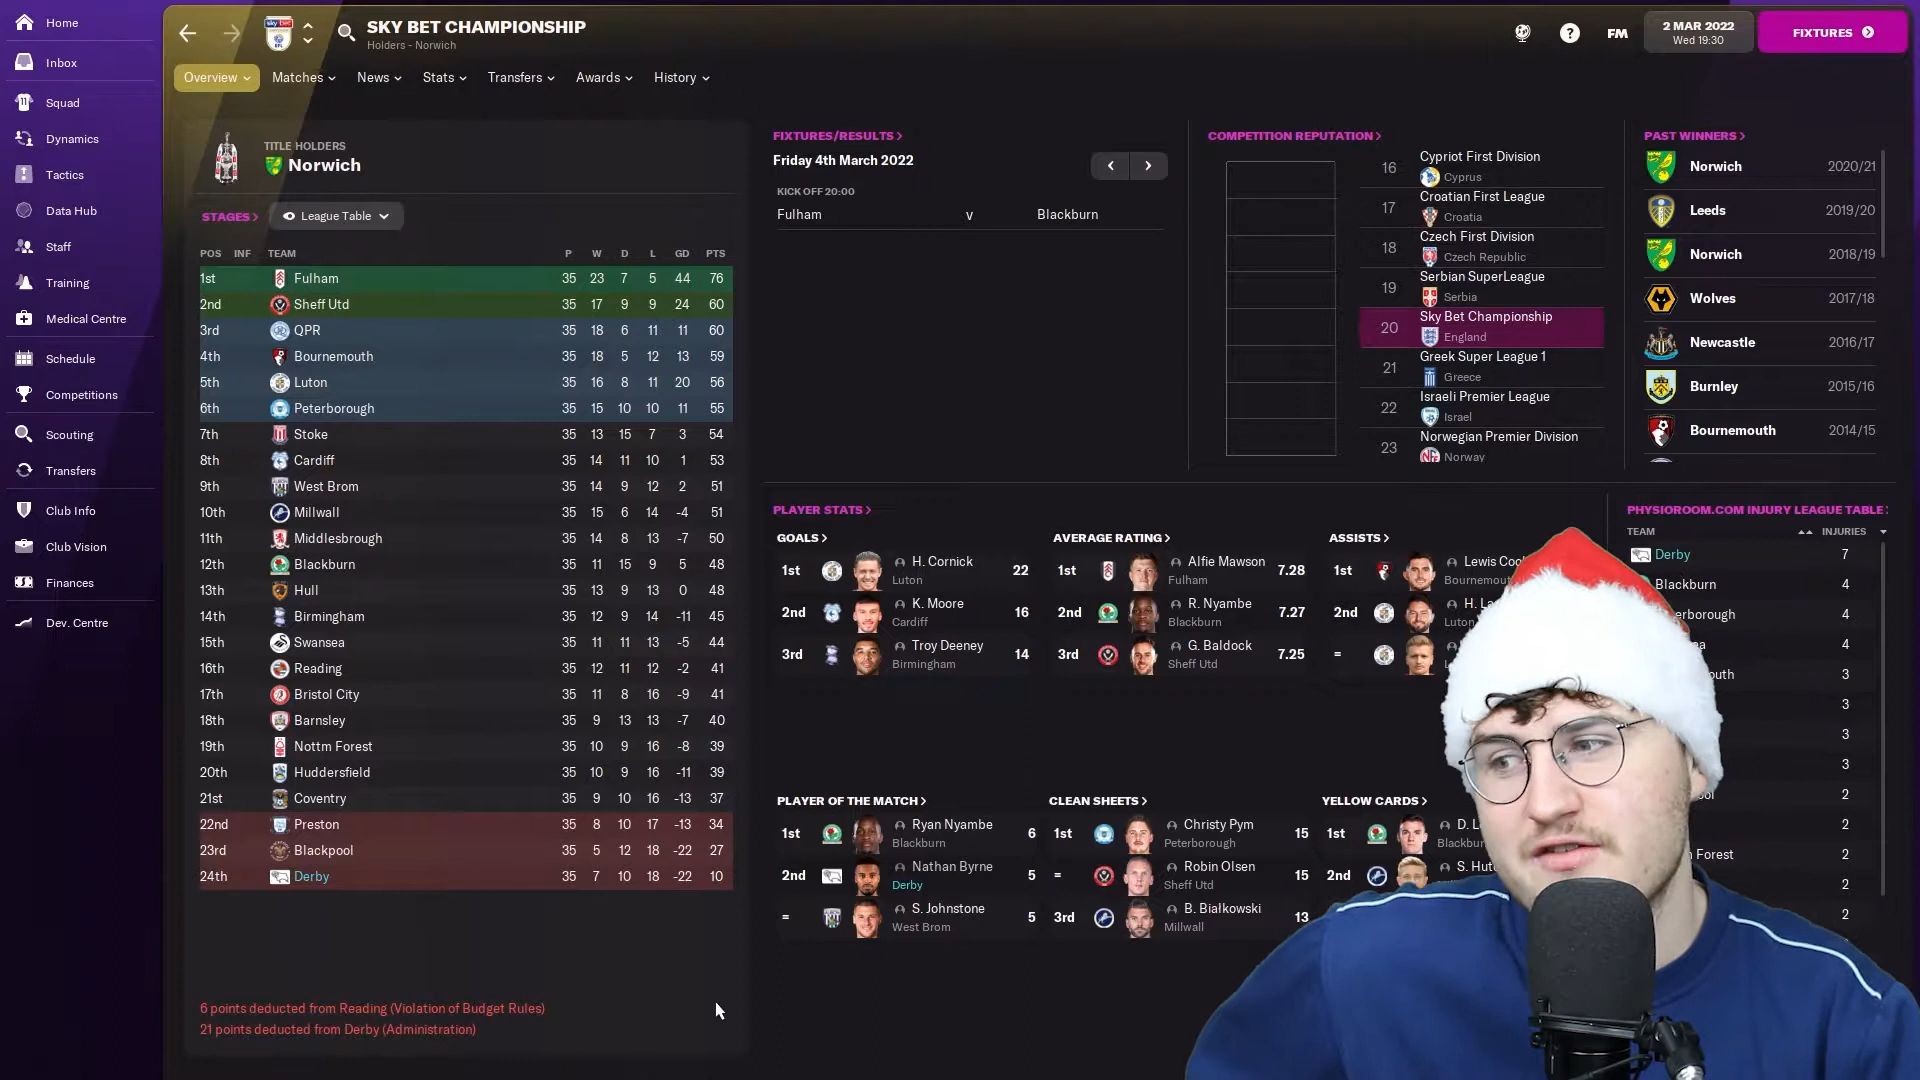 Home
Inbox
Squad
Dynamics
Tactics
Data Hub
Staff
Training
Medical Centre
Schedule
Competitions
Scouting
Transfers
Club Info
Club Vision
Finances
Dev. Centre
SKY BET CHAMPIONSHIP
Holders - Norwich
FM
2 MAR 2022
Wed 19:30
FIXTURES
Overview Matches News Stats Transfers Awards History
TITLE HOLDERS
Norwich
STAGES League Table
POS INF TEAM P W D L GD PTS
1st Fulham 35 23 7 5 44 76
2nd Sheff Utd 35 17 9 9 24 60
3rd QPR 35 18 6 11 11 60
4th Bournemouth 35 18 5 12 13 59
5th Luton 35 16 8 11 20 56
6th Peterborough 35 15 10 10 11 55
7th Stoke 35 13 15 7 3 54
8th Cardiff 35 14 11 10 1 53
9th West Brom 35 14 9 12 2 51
10th Millwall 35 15 6 14 -4 51
11th Middlesbrough 35 14 8 13 -7 50
12th Blackburn 35 11 15 9 5 48
13th Hull 35 13 9 13 0 48
14th Birmingham 35 12 9 14 -11 45
15th Swansea 35 11 11 13 -5 44
16th Reading 35 12 11 12 -2 41
17th Bristol City 35 11 8 16 -9 41
18th Barnsley 35 9 13 13 -7 40
19th Nottm Forest 35 10 9 16 -8 39
20th Huddersfield 35 10 9 16 -11 39
21st Coventry 35 9 10 16 -13 37
22nd Preston 35 8 10 17 -13 34
23rd Blackpool 35 5 12 18 -22 27
24th Derby 35 7 10 18 -22 10
6 points deducted from Reading (Violation of Budget Rules)
21 points deducted from Derby (Administration)
FIXTURES/RESULTS
Friday 4th March 2022
KICK OFF 20:00
Fulham v Blackburn
COMPETITION REPUTATION
16 Cypriot First Division
Cyprus
17 Croatian First League
Croatia
18 Czech First Division
Czech Republic
19 Serbian SuperLeague
Serbia
20 Sky Bet Championship
England
21 Greek Super League 1
Greece
22 Israeli Premier League
Israel
23 Norwegian Premier Division
Norway
PAST WINNERS
Norwich 2020/21
Leeds 2019/20
Norwich 2018/19
Wolves 2017/18
Newcastle 2016/17
Burnley 2015/16
Bournemouth 2014/15
PLAYER STATS
GOALS
1st H. Cornick 22
Luton
2nd K. Moore 16
Cardiff
3rd Troy Deeney 14
Birmingham
AVERAGE RATING
1st Alfie Mawson 7.28
Fulham
2nd R. Nyambe 7.27
Blackburn
3rd G. Baldock 7.25
Sheff Utd
ASSISTS
1st Lewis Coo
Bournemou
2nd H. La
Luton
=
PLAYER OF THE MATCH
1st Ryan Nyambe 6
Blackburn
2nd Nathan Byrne 5
Derby
= S. Johnstone 5
West Brom
CLEAN SHEETS
1st Christy Pym 15
Peterborough
= Robin Olsen 15
Sheff Utd
3rd B. Białkowski 13
Millwall
YELLOW CARDS
1st D. L
Blackbur
2nd S. Hut
PHYSIOROOM.COM INJURY LEAGUE TABLE
TEAM INJURIES
Derby 7
Blackburn 4
erborough 4
ea 4
outh 3
3
3
3
ool 2
2
Forest 2
2
2